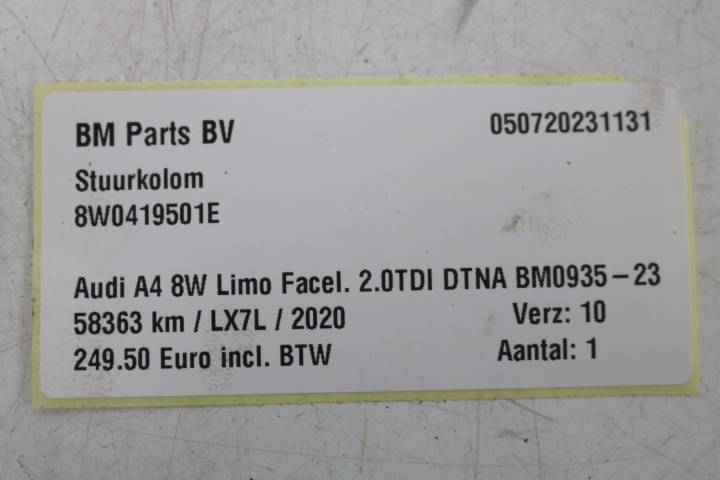 BM Parts BV 050720231131
Stuurkolom
8W0419501E
Audi A4 8W Limo Facel. 2.0TDI DTNA BM0935-23
58363 km / LX7L / 2020 Verz: 10
249.50 Euro incl. BTW Aantal: 1